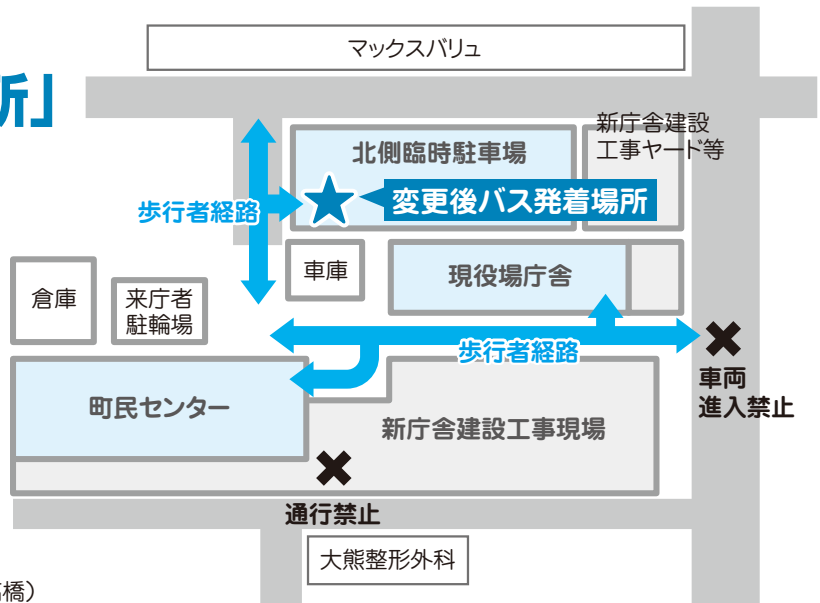 マックスバリュ
所」
新庁舎建設
工事ヤード等
北側臨時駐車場
変更後バス発着場所
歩行者経路
車庫
現役場庁舎
倉庫
来庁者
駐輪場
歩行者経路
車両
進入禁止
町民センター
新庁舎建設工事現場
通行禁止
大熊整形外科
橋）